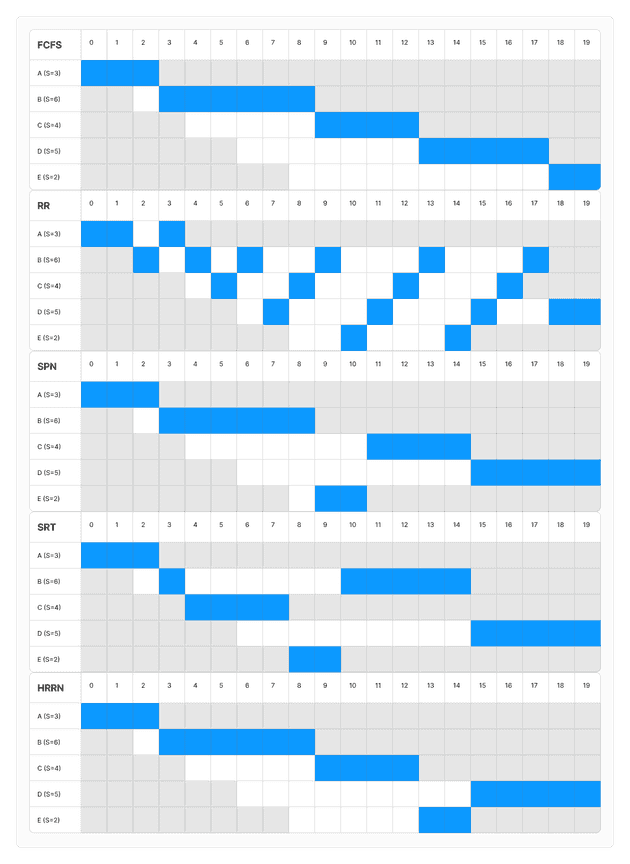 FCFS 0 1 2 3 4 5 6 7 8 9 10 11 12 13 14 15 16 17 18 19
A (S=3)
B (S=6)
C (S=4)
D (S=5)
E (S=2)
RR 0 1 2 3 4 5 6 7 8 9 10 11 12 13 14 15 16 17 18 19
A (S=3)
B (S=6)
C (S=4)
D (S=5)
E (S=2)
SPN 0 1 2 3 4 5 6 7 8 9 10 11 12 13 14 15 16 17 18 19
A (S=3)
B (S=6)
C (S=4)
D (S=5)
E (S=2)
SRT 0 1 2 3 4 5 6 7 8 9 10 11 12 13 14 15 16 17 18 19
A (S=3)
B (S=6)
C (S=4)
D (S=5)
E (S=2)
HRRN 0 1 2 3 4 5 6 7 8 9 10 11 12 13 14 15 16 17 18 19
A (S=3)
B (S=6)
C (S=4)
D (S=5)
E (S=2)